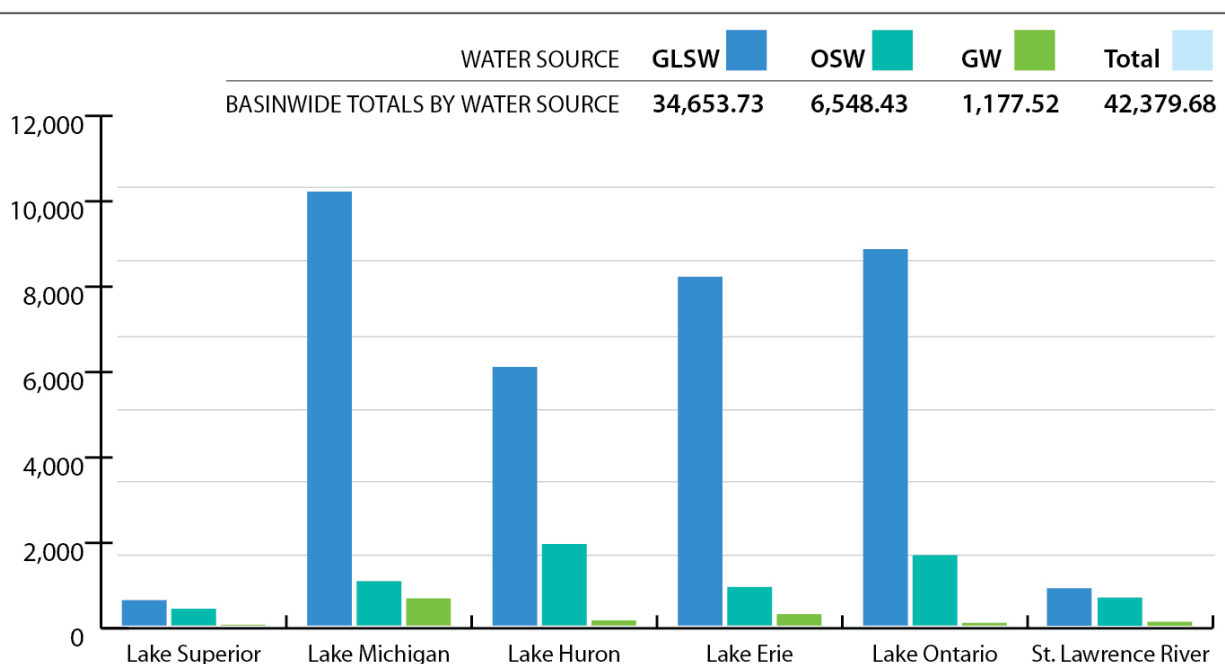 WATER SOURCE GLSW OSW GW Total
BASINWIDE TOTALS BY WATER SOURCE 34,653.73 6,548.43 1,177.52 42,379.68
12,000
10,000
8,000
6,000
4,000
2,000
0
Lake Superior Lake Michigan Lake Huron Lake Erie Lake Ontario St. Lawrence River